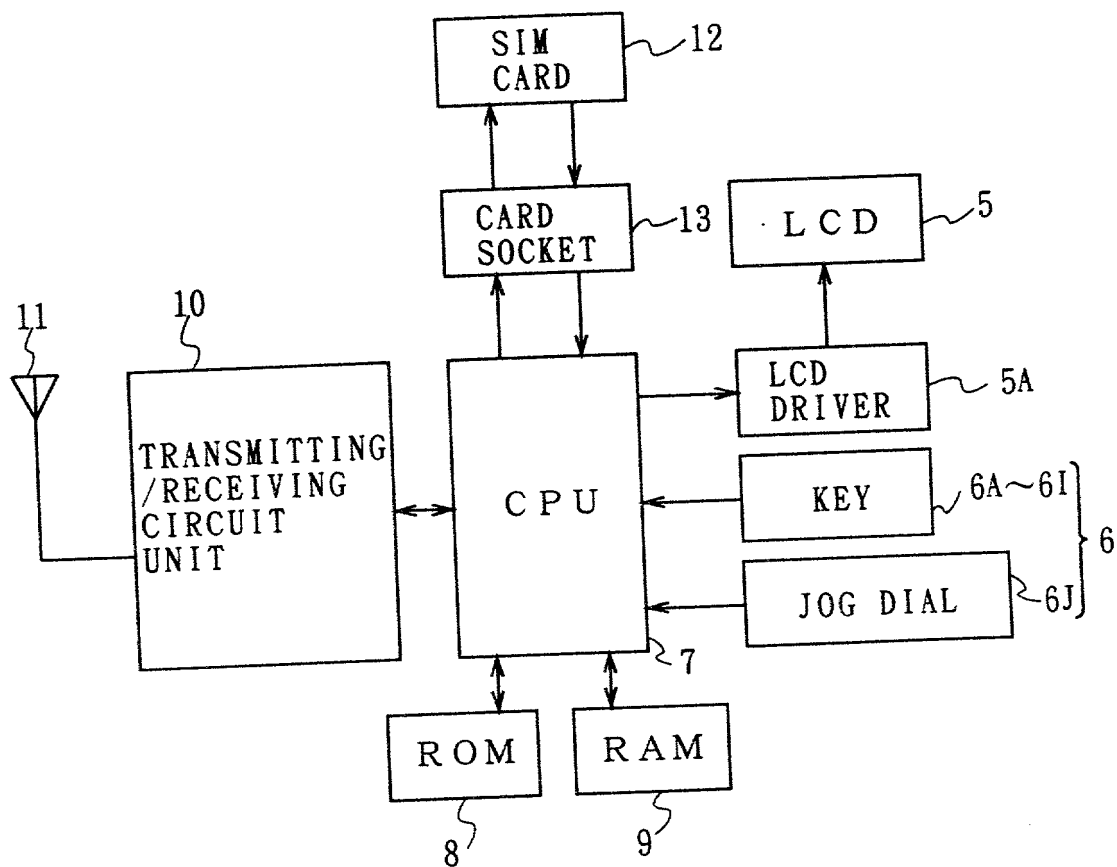 SIM
CARD
12
CARD
SOCKET
13
LCD
5
11
10
LCD
DRIVER
5A
TRANSMITTING
/RECEIVING
CIRCUIT
UNIT
CPU
KEY
6A~6I
6
JOG DIAL
6J
7
ROM
RAM
8
9